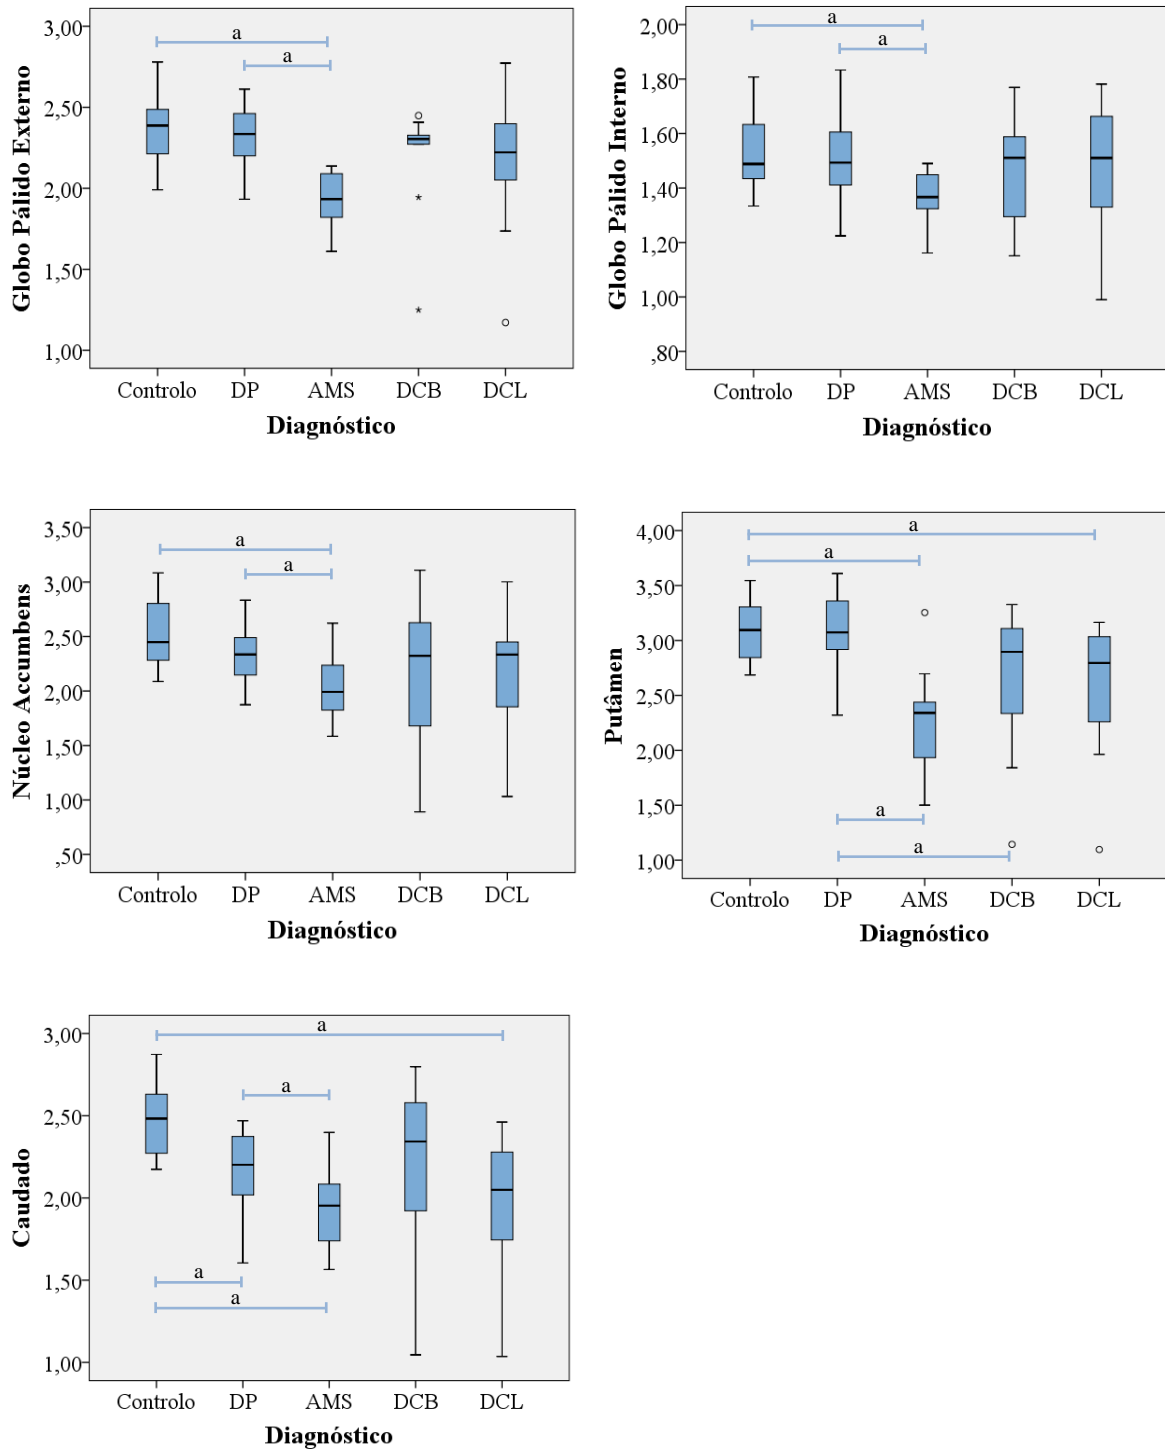 Globo Pálido Externo
3,00
2,50
2,00
1,50
1,00
a
a
Controlo DP AMS DCB DCL
Diagnóstico
Globo Pálido Interno
2,00
1,80
1,60
1,40
1,20
1,00
,80
a
a
Controlo DP AMS DCB DCL
Diagnóstico
Núcleo Accumbens
3,50
3,00
2,50
2,00
1,50
1,00
,50
a
a
Controlo DP AMS DCB DCL
Diagnóstico
Putâmen
4,00
3,50
3,00
2,50
2,00
1,50
1,00
a
a
a
a
Controlo DP AMS DCB DCL
Diagnóstico
Caudado
3,00
2,50
2,00
1,50
1,00
a
a
a
a
Controlo DP AMS DCB DCL
Diagnóstico